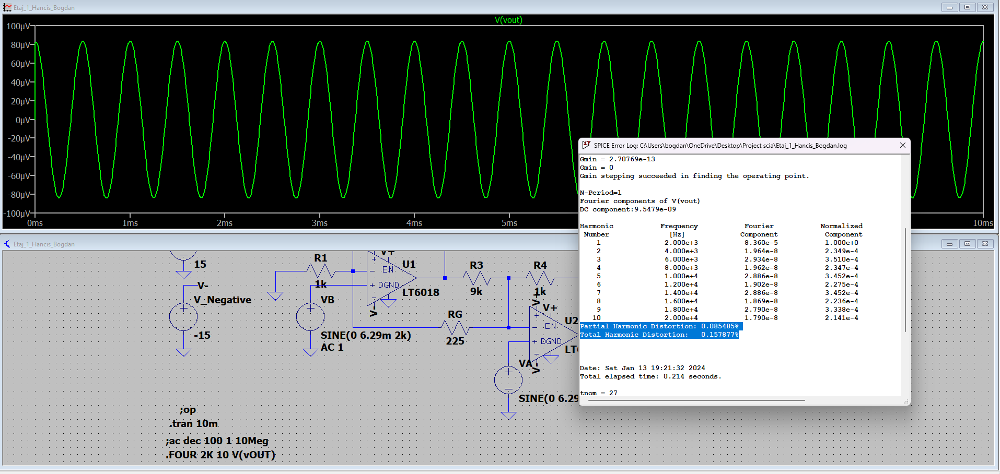 Etaj_1_Hancis_Bogdan
V(vout)
100µV
80µV
60µV
40µV
20µV
0µV
-20µV
-40µV
-60µV
-80µV
-100µV
0ms
1ms
2ms
3ms
4ms
5ms
10ms
Etaj_1_Hancis_Bogdan
15
V-
V_Negative
-15
R1
1k
VB
SINE(0 6.29m 2k)
AC 1
V+
EN
DGND
U1
LT6018
V-
R3
9k
R4
1k
RG
225
V+
V+
EN
DGND
U2
V-
VA
SINE(0 6.29
;op
.tran 10m
;ac dec 100 1 10Meg
.FOUR 2K 10 V(vOUT)
SPICE Error Log: C:\Users\bogdan\OneDrive\Desktop\Project scia\Etaj_1_Hancis_Bogdan.log
Gmin = 2.70769e-13
Gmin = 0
Gmin stepping succeeded in finding the operating point.
N-Period=1
Fourier components of V(vout)
DC component:9.5479e-09
Harmonic Frequency Fourier Normalized
Number [Hz] Component Component
1 2.000e+3 8.360e-5 1.000e+0
2 4.000e+3 1.964e-8 2.349e-4
3 6.000e+3 2.934e-8 3.510e-4
4 8.000e+3 1.962e-8 2.347e-4
5 1.000e+4 2.886e-8 3.452e-4
6 1.200e+4 1.902e-8 2.275e-4
7 1.400e+4 2.886e-8 3.452e-4
8 1.600e+4 1.869e-8 2.236e-4
9 1.800e+4 2.790e-8 3.338e-4
10 2.000e+4 1.790e-8 2.141e-4
Partial Harmonic Distortion: 0.085485%
Total Harmonic Distortion: 0.157877%
Date: Sat Jan 13 19:21:32 2024
Total elapsed time: 0.214 seconds.
tnom = 27